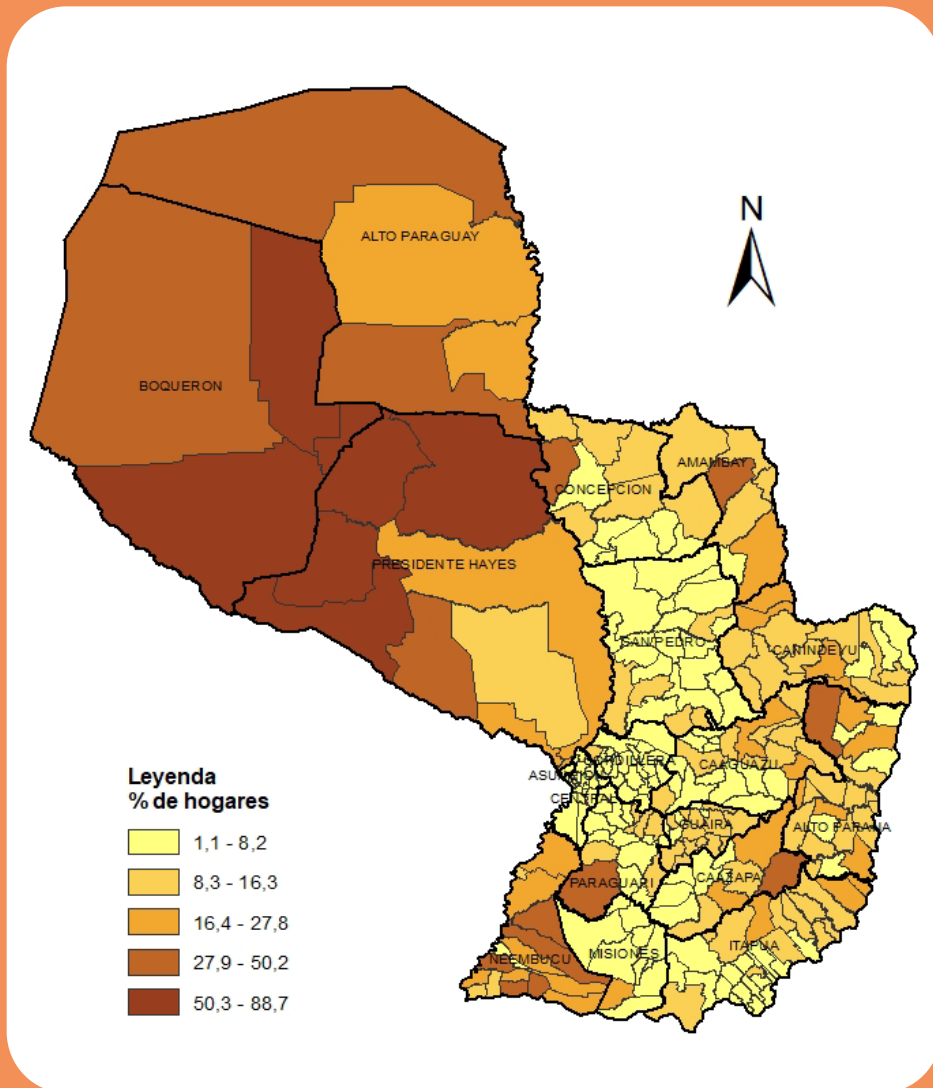 N
ALTO PARAGUAY
BOQUERON
AMAMBAY
CONCEPCION
PRESIDENTE HAYES
SAN PEDRO
CANINDEYU
CORDILLERA
CAAGUAZU
ASUNCION
CENTRAL
GUAIRA
ALTO PARANA
PARAGUARI
CAAZAPA
ITAPUA
MISIONES
ÑEEMBUCU
Leyenda
% de hogares
1,1 - 8,2
8,3 - 16,3
16,4 - 27,8
27,9 - 50,2
50,3 - 88,7